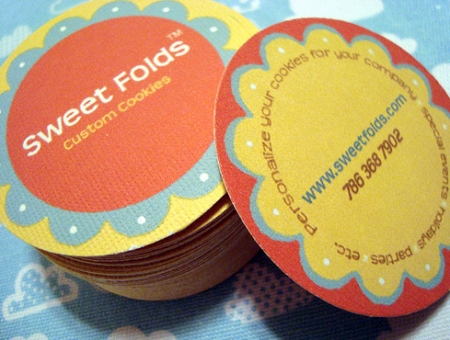 Sweet Folds™
Custom Cookies
Personalize your cookies for your company, special events, holidays, parties, etc.
www.sweetfolds.com
786 368 7902